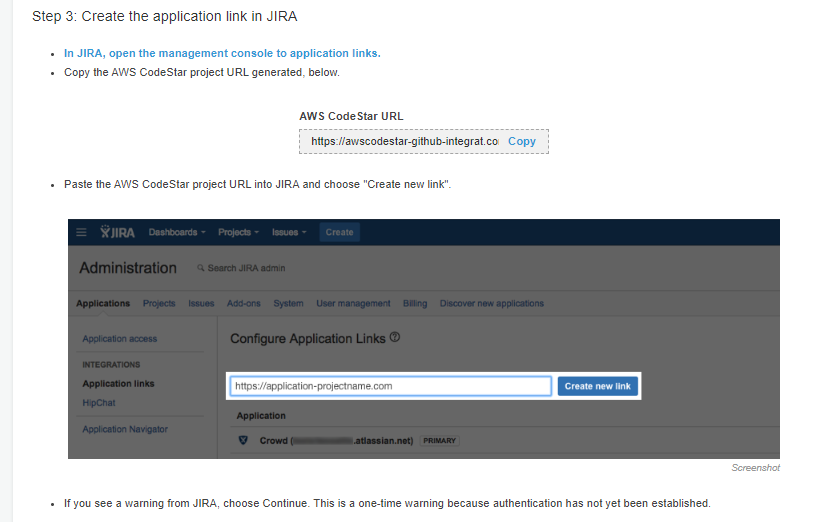 Step 3: Create the application link in JIRA
In JIRA, open the management console to application links.
Copy the AWS CodeStar project URL generated, below.
AWS CodeStar URL
https://awscodestar-github-integrat.co Copy
Paste the AWS CodeStar project URL into JIRA and choose "Create new link".
JIRA Dashboards Projects Issues Create
Administration Search JIRA admin
Applications Projects Issues Add-ons System User management Billing Discover new applications
Application access
Configure Application Links
INTEGRATIONS
Application links
https://application-projectname.com Create new link
HipChat
Application
Application Navigator
Crowd ( .atlassian.net) PRIMARY
Screenshot
If you see a warning from JIRA, choose Continue. This is a one-time warning because authentication has not yet been established.